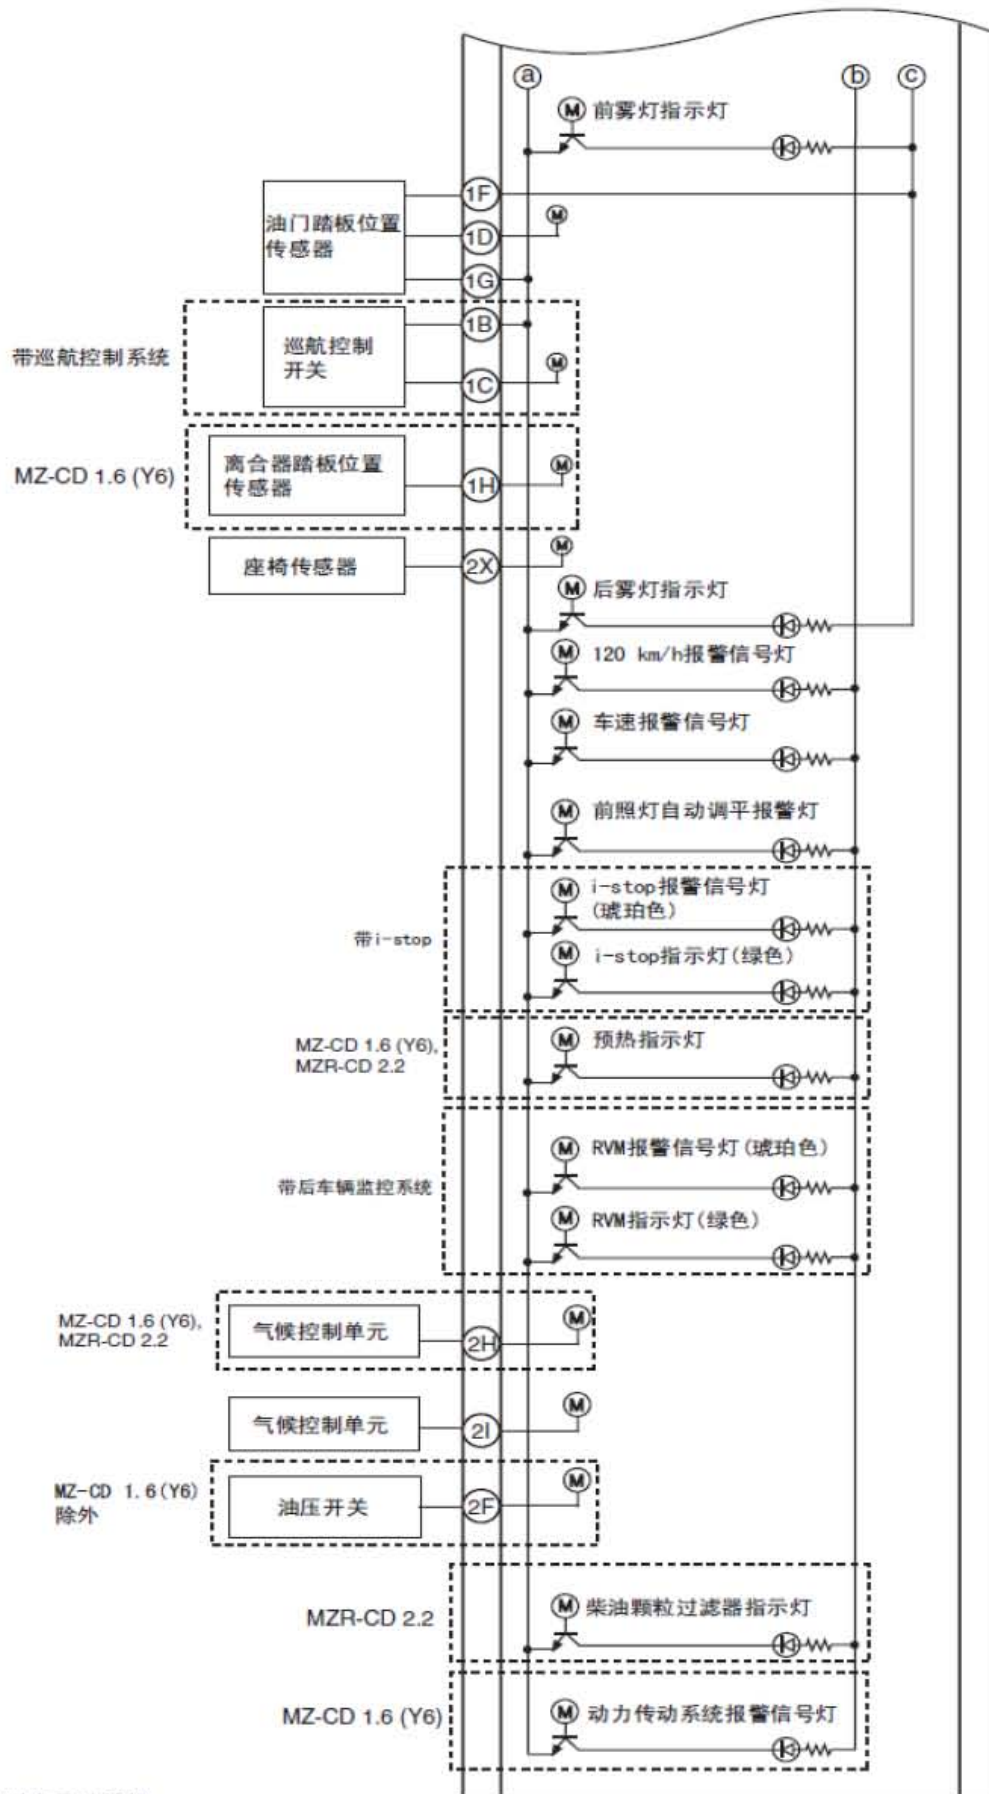 a
b
c
M 前雾灯指示灯
1F
油门踏板位置
传感器
1D
M
1G
带巡航控制系统
巡航控制
开关
1B
1C
M
MZ-CD 1.6 (Y6)
离合器踏板位置
传感器
1H
M
座椅传感器
2X
M
M 后雾灯指示灯
M 120 km/h报警信号灯
M 车速报警信号灯
M 前照灯自动调平报警灯
带i-stop
M i-stop报警信号灯
(琥珀色)
M i-stop指示灯(绿色)
MZ-CD 1.6 (Y6),
MZR-CD 2.2
M 预热指示灯
带后车辆监控系统
M RVM报警信号灯(琥珀色)
M RVM指示灯(绿色)
MZ-CD 1.6 (Y6),
MZR-CD 2.2
气候控制单元
2H
M
气候控制单元
2I
M
MZ-CD 1.6(Y6)
除外
油压开关
2F
M
MZR-CD 2.2
M 柴油颗粒过滤器指示灯
MZ-CD 1.6 (Y6)
M 动力传动系统报警信号灯